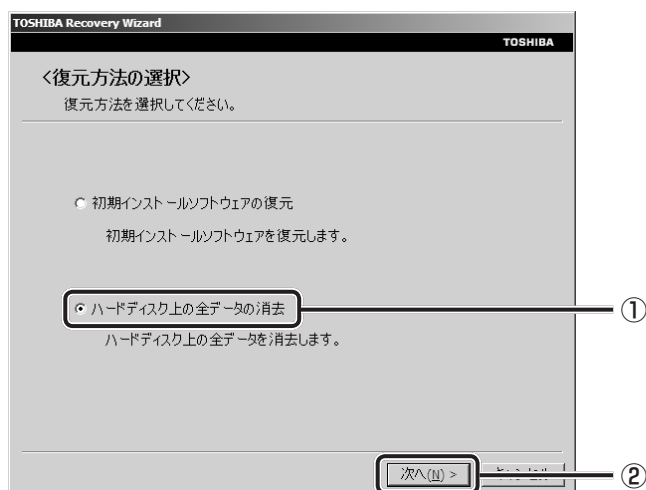 TOSHIBA Recovery Wizard
TOSHIBA
<復元方法の選択>
復元方法を選択してください。
初期インストールソフトウェアの復元
初期インストールソフトウェアを復元します。
ハードディスク上の全データの消去
①
ハードディスク上の全データを消去します。
次へ(N) >
②